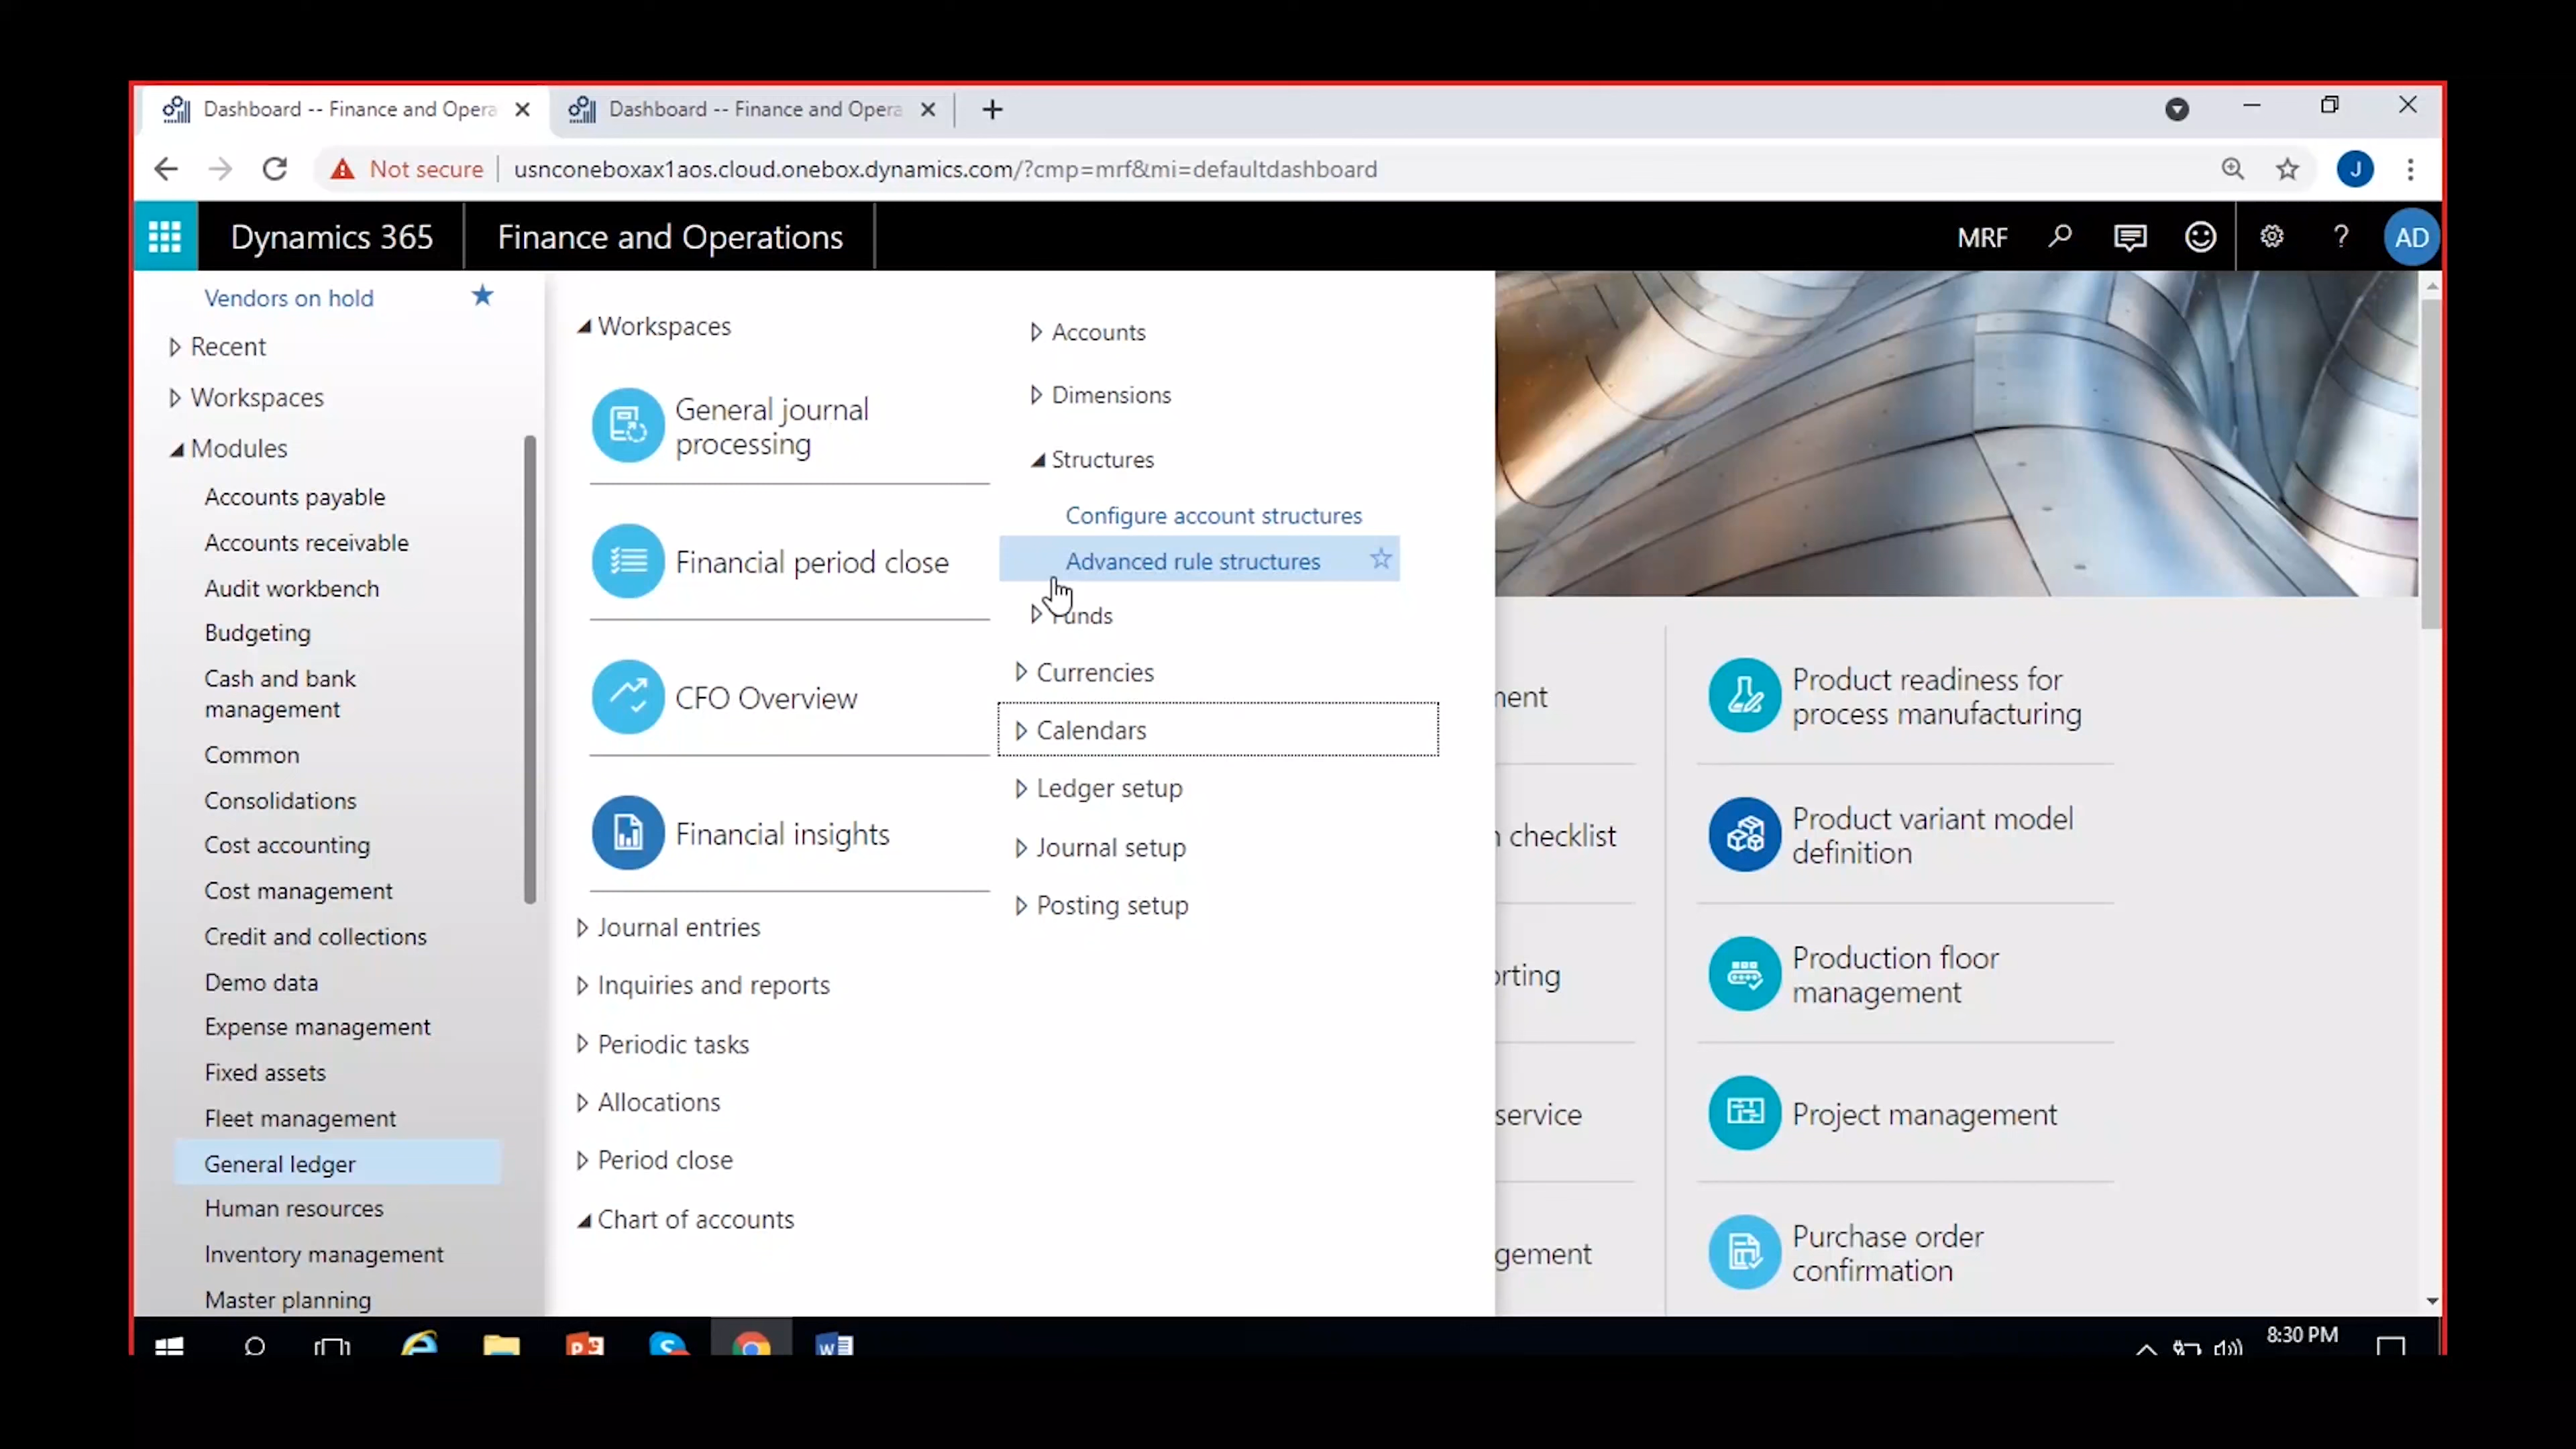 Dashboard -- Finance and Opera
Dashboard -- Finance and Opera
Not secure
usnconeboxax1aos.cloud.onebox.dynamics.com/?cmp=mrf&mi=defaultdashboard
J
Dynamics 365
Finance and Operations
MRF
?
AD
Vendors on hold
Recent
Workspaces
Modules
Accounts payable
Accounts receivable
Audit workbench
Budgeting
Cash and bank
management
Common
Consolidations
Cost accounting
Cost management
Credit and collections
Demo data
Expense management
Fixed assets
Fleet management
General ledger
Human resources
Inventory management
Master planning
Workspaces
General journal
processing
Financial period close
CFO Overview
Financial insights
Journal entries
Inquiries and reports
Periodic tasks
Allocations
Period close
Chart of accounts
Accounts
Dimensions
Structures
Configure account structures
Advanced rule structures
Funds
Currencies
Calendars
Ledger setup
Journal setup
Posting setup
ment
checklist
orting
service
gement
Product readiness for
process manufacturing
Product variant model
definition
Production floor
management
Project management
Purchase order
confirmation
8:30 PM